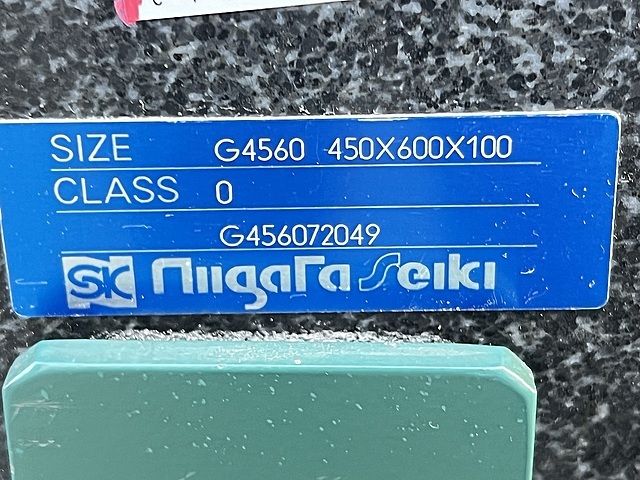 SIZE G4560 450X600X100
CLASS 0
G456072049
SK Niigata Seiki